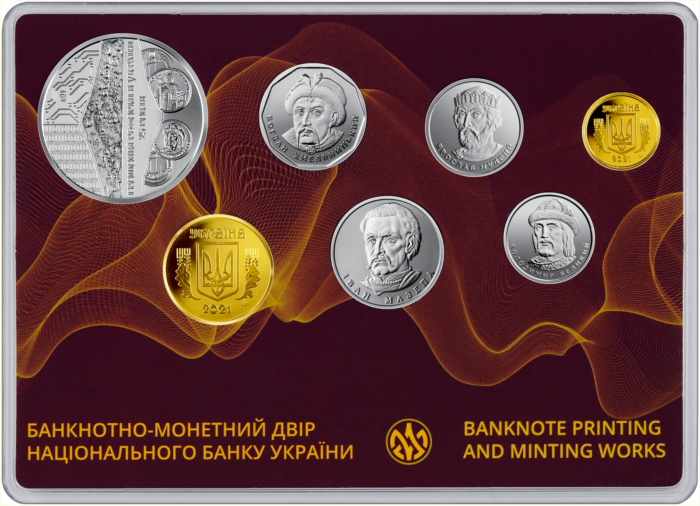 БОГДАН ХМЕЛЬНИЦЬКИЙ
ЯРОСЛАВ МУДРИЙ
УКРАЇНА
2021
УКРАЇНА
2021
ІВАН МАЗЕПА
ВОЛОДИМИР ВЕЛИКИЙ
БАНКНОТНО-МОНЕТНИЙ ДВІР
НАЦІОНАЛЬНОГО БАНКУ УКРАЇНИ
BANKNOTE PRINTING
AND MINTING WORKS